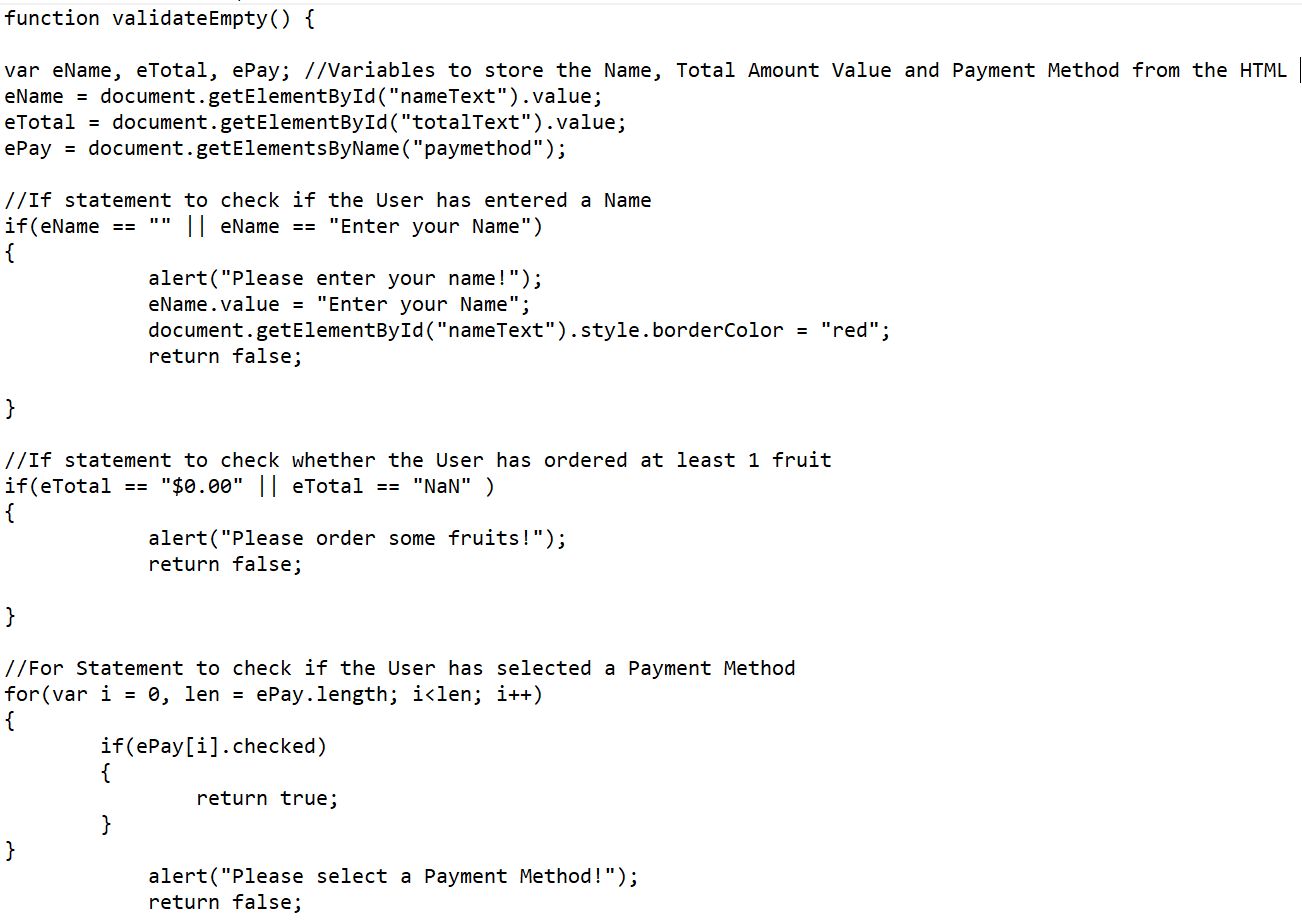 function validateEmpty() {
var eName, eTotal, ePay; //Variables to store the Name, Total Amount Value and Payment Method from the HTML
eName = document.getElementById("nameText").value;
eTotal = document.getElementById("totalText").value;
ePay = document.getElementsByName("paymethod");
//If statement to check if the User has entered a Name
if(eName == "" || eName == "Enter your Name")
{
alert("Please enter your name!");
eName.value = "Enter your Name";
document.getElementById("nameText").style.borderColor = "red";
return false;
}
//If statement to check whether the User has ordered at least 1 fruit
if(eTotal == "$0.00" || eTotal == "NaN" )
{
alert("Please order some fruits!");
return false;
}
//For Statement to check if the User has selected a Payment Method
for(var i = 0, len = ePay.length; i<len; i++)
{
if(ePay[i].checked)
{
return true;
}
}
alert("Please select a Payment Method!");
return false;